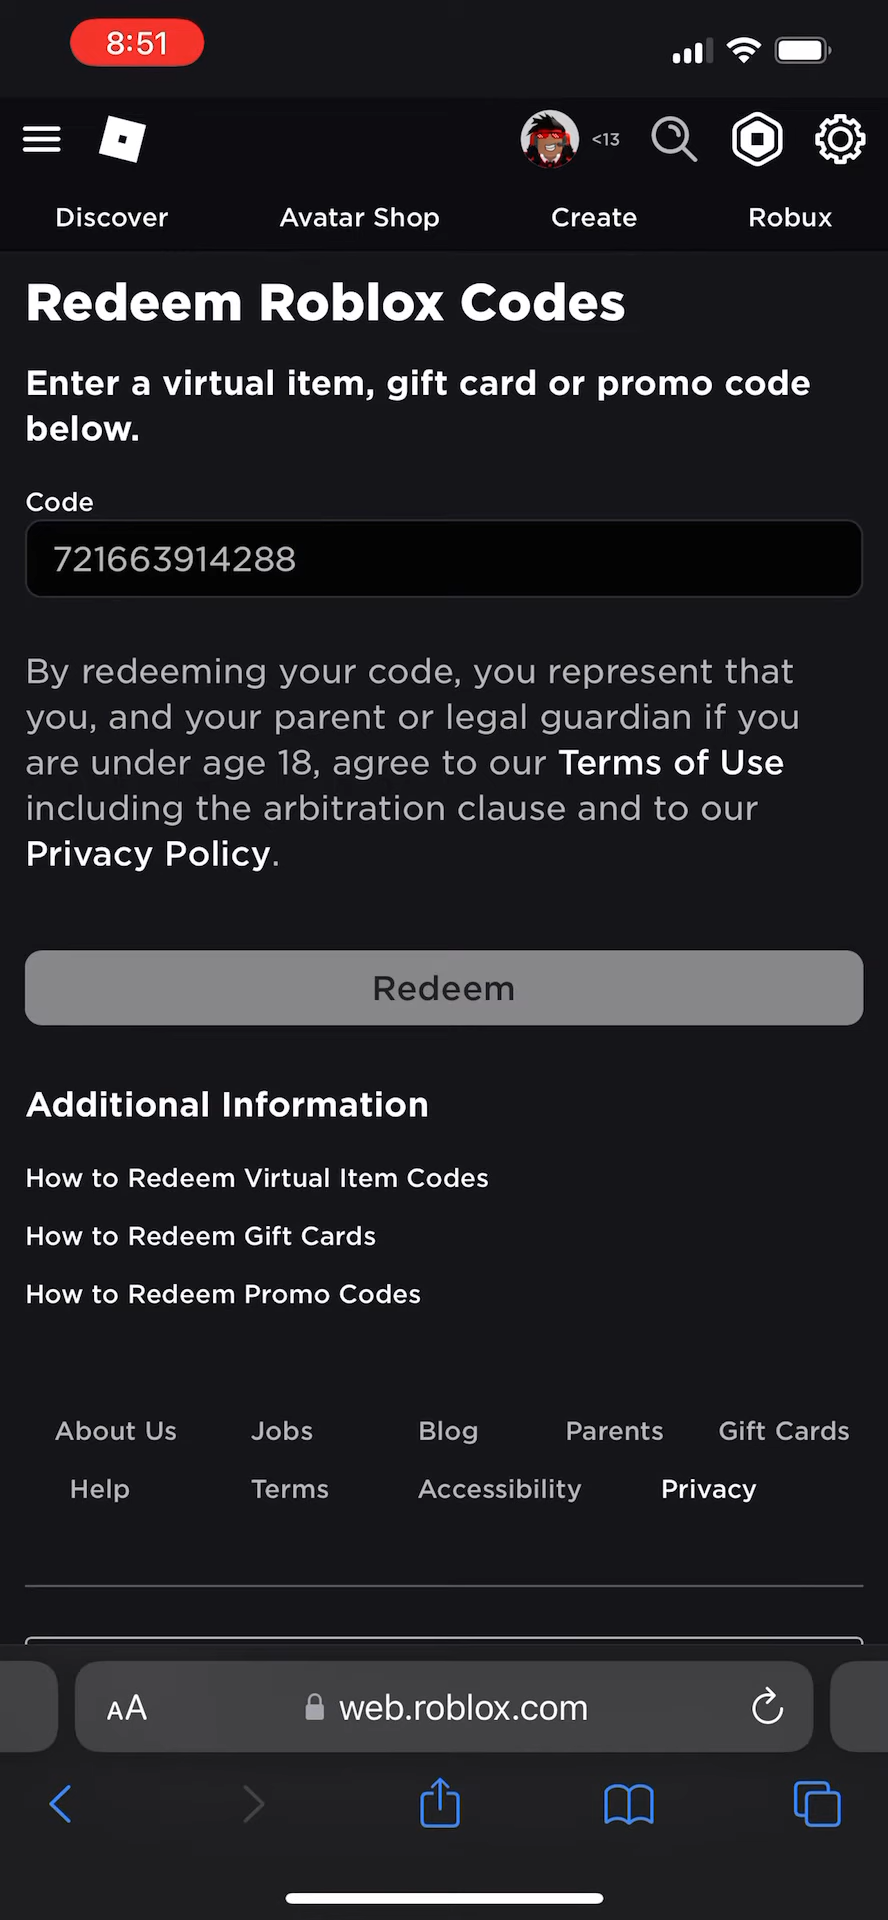 8:51
<13
Discover Avatar Shop Create Robux
Redeem Roblox Codes
Enter a virtual item, gift card or promo code
below.
Code
721663914288
By redeeming your code, you represent that
you, and your parent or legal guardian if you
are under age 18, agree to our Terms of Use
including the arbitration clause and to our
Privacy Policy.
Redeem
Additional Information
How to Redeem Virtual Item Codes
How to Redeem Gift Cards
How to Redeem Promo Codes
About Us Jobs Blog Parents Gift Cards
Help Terms Accessibility Privacy
AA web.roblox.com